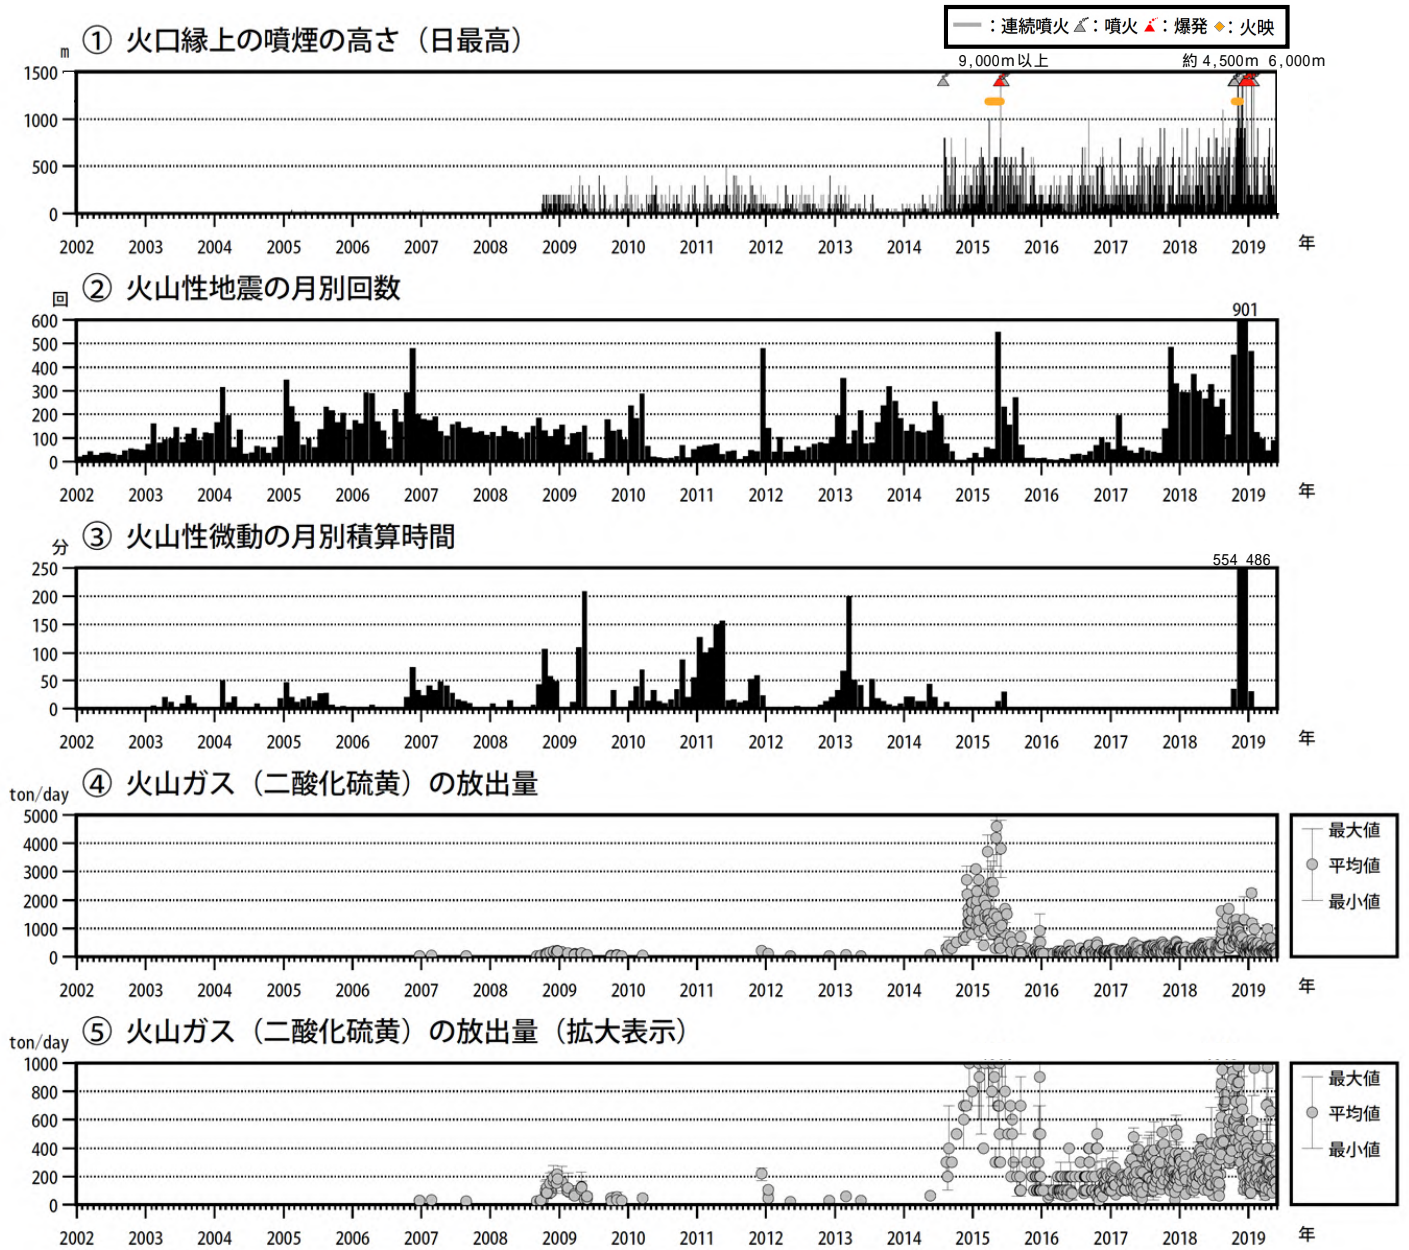 ━：連続噴火 ：噴火 ：爆発 ：火映
① 火口縁上の噴煙の高さ（日最高）
m
9,000m以上 約4,500m 6,000m
1500
1000
500
0
2002 2003 2004 2005 2006 2007 2008 2009 2010 2011 2012 2013 2014 2015 2016 2017 2018 2019 年
② 火山性地震の月別回数
回
901
600
500
400
300
200
100
0
2002 2003 2004 2005 2006 2007 2008 2009 2010 2011 2012 2013 2014 2015 2016 2017 2018 2019 年
③ 火山性微動の月別積算時間
分
554 486
250
200
150
100
50
0
2002 2003 2004 2005 2006 2007 2008 2009 2010 2011 2012 2013 2014 2015 2016 2017 2018 2019 年
④ 火山ガス（二酸化硫黄）の放出量
ton/day
5000
4000
3000
2000
1000
0
最大値
平均値
最小値
2002 2003 2004 2005 2006 2007 2008 2009 2010 2011 2012 2013 2014 2015 2016 2017 2018 2019 年
⑤ 火山ガス（二酸化硫黄）の放出量（拡大表示）
ton/day
1000
800
600
400
200
0
最大値
平均値
最小値
2002 2003 2004 2005 2006 2007 2008 2009 2010 2011 2012 2013 2014 2015 2016 2017 2018 2019 年